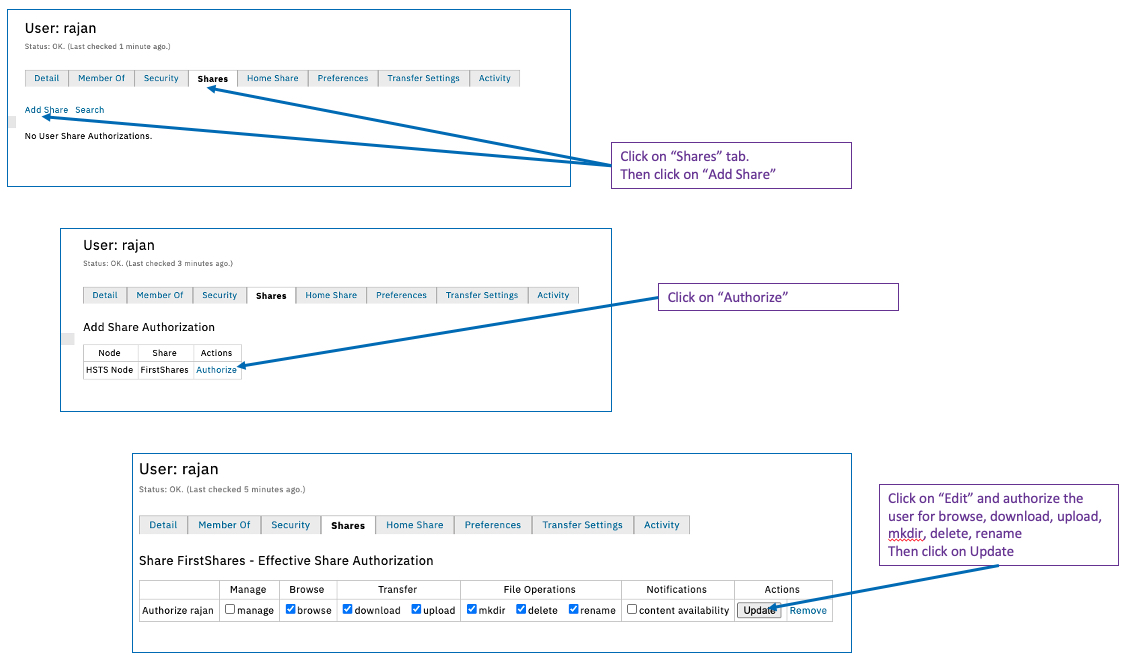 User: rajan
Status: OK. (Last checked 1 minute ago.)
Detail Member Of Security Shares Home Share Preferences Transfer Settings Activity
Add Share Search
No User Share Authorizations.
Click on “Shares” tab.
Then click on “Add Share”
User: rajan
Status: OK. (Last checked 3 minutes ago.)
Detail Member Of Security Shares Home Share Preferences Transfer Settings Activity
Add Share Authorization
Node Share Actions
HSTS Node FirstShares Authorize
Click on “Authorize”
User: rajan
Status: OK. (Last checked 5 minutes ago.)
Detail Member Of Security Shares Home Share Preferences Transfer Settings Activity
Share FirstShares - Effective Share Authorization
Manage Browse Transfer File Operations Notifications Actions
Authorize rajan manage browse download upload mkdir delete rename content availability Update Remove
Click on “Edit” and authorize the
user for browse, download, upload,
mkdir, delete, rename
Then click on Update